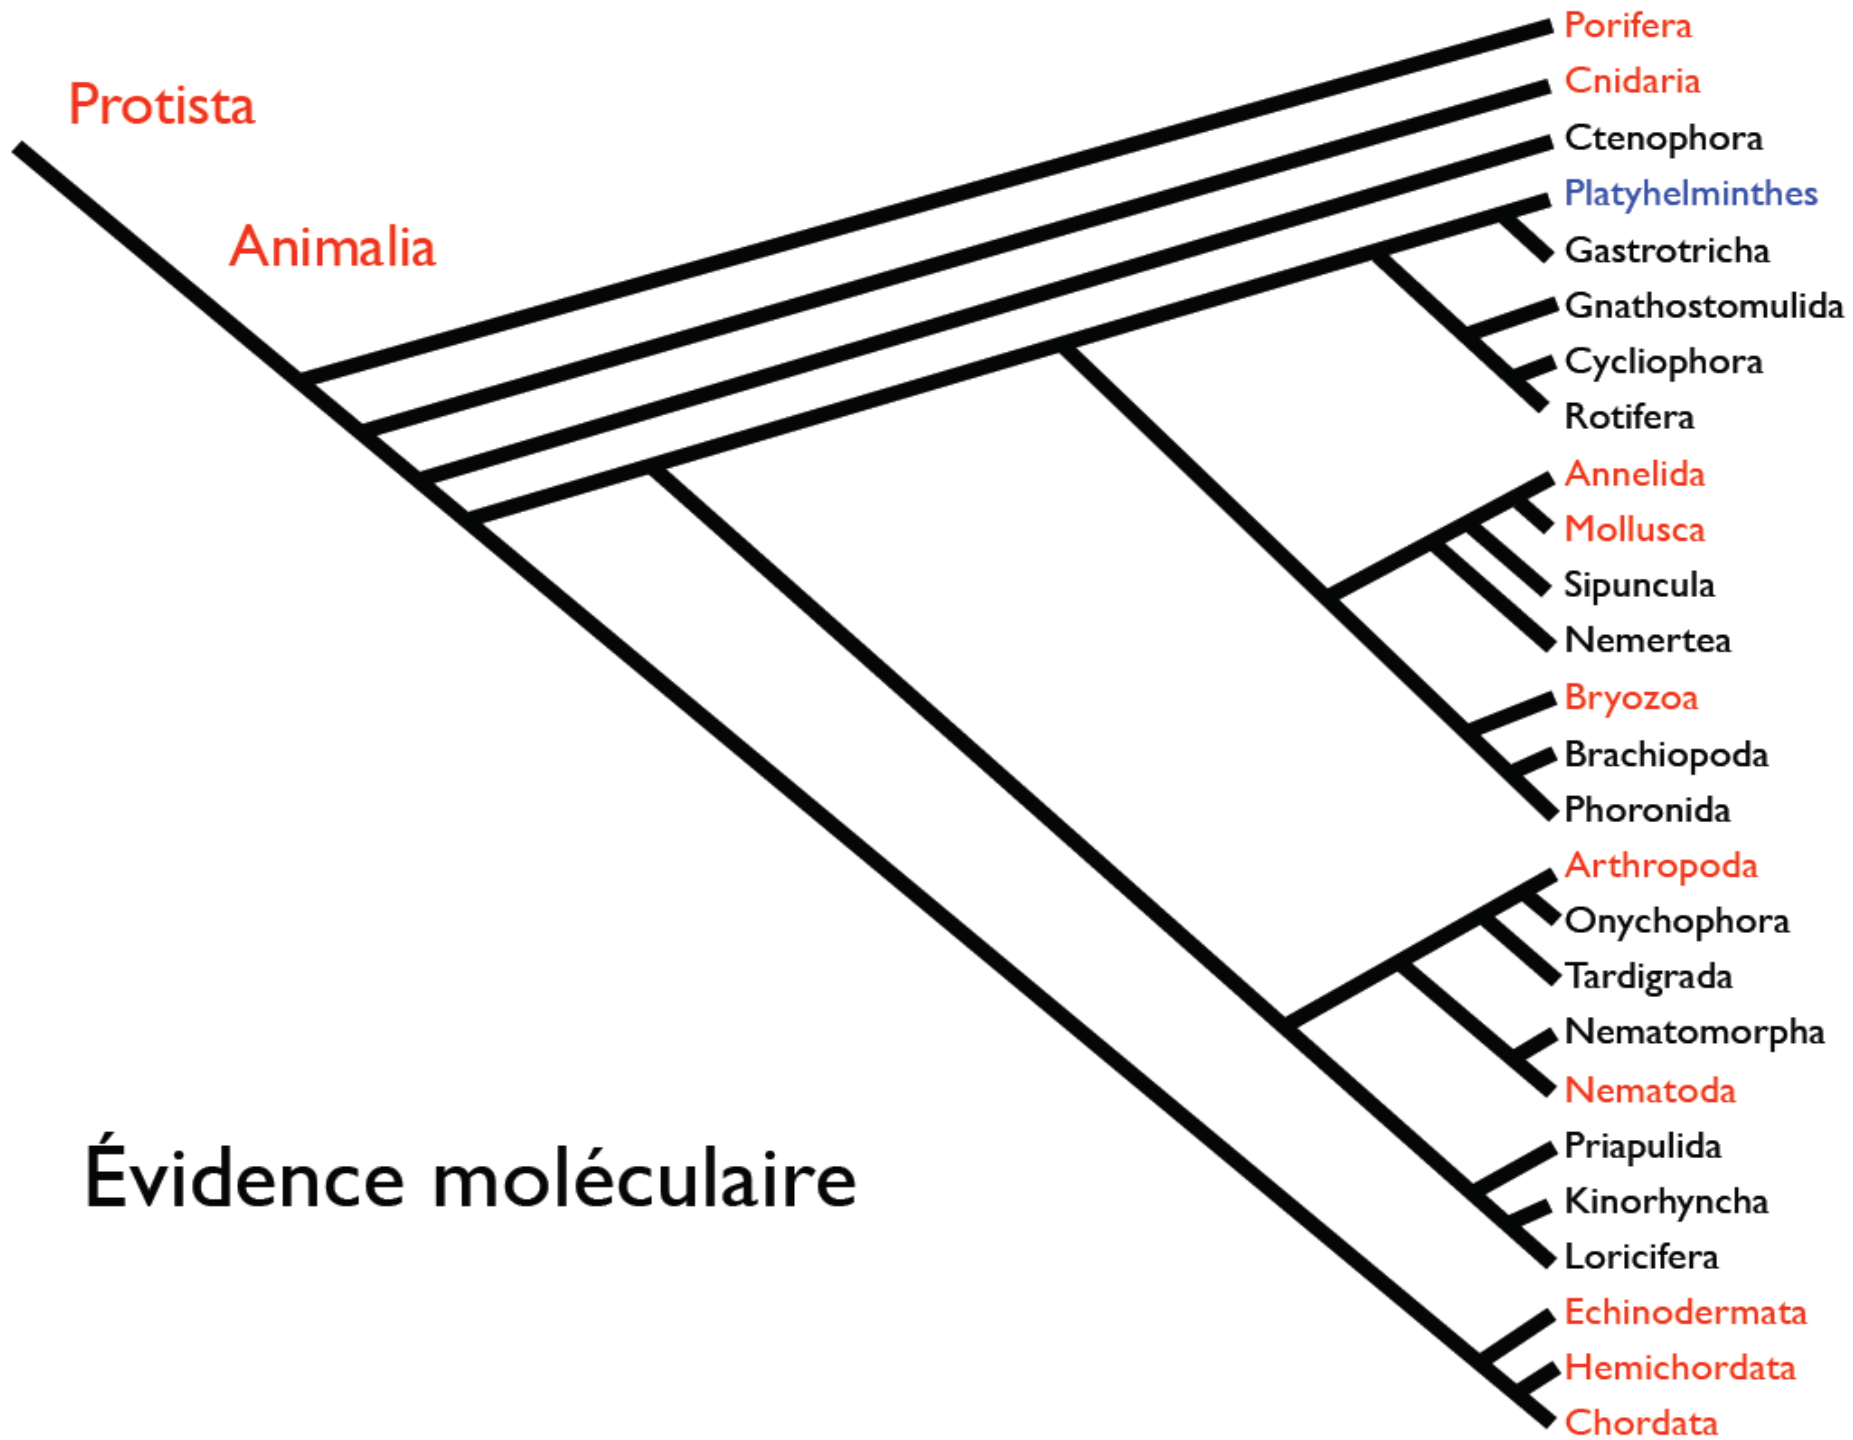 Protista
Animalia
Porifera
Cnidaria
Ctenophora
Platyhelminthes
Gastrotricha
Gnathostomulida
Cycliophora
Rotifera
Annelida
Mollusca
Sipuncula
Nemertea
Bryozoa
Brachiopoda
Phoronida
Arthropoda
Onychophora
Tardigrada
Nematomorpha
Nematoda
Priapulida
Kinorhyncha
Loricifera
Echinodermata
Hemichordata
Chordata
Évidence moléculaire